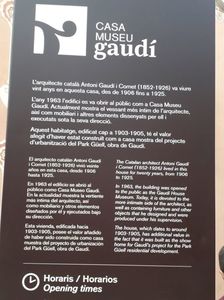 CASA
MUSEU
gaudí
L'arquitecte català Antoni Gaudí i Cornet (1852-1926) va viure
vint anys en aquesta casa, des de 1906 fins a 1925.
L'any 1963 l'edifici es va obrir al públic com a Casa Museu
Gaudí. Actualment mostra el vessant més íntim de l'arquitecte,
així com mobiliari i altres elements dissenyats per ell i
executats sota la seva direcció.
Aquest habitatge, edificat cap a 1903-1905, té el valor
afegit d'haver estat construït com a casa mostra del projecte
d'urbanització del Park Güell, obra de Gaudí.
El arquitecto catalán Antoni Gaudí
i Cornet (1852-1926) vivió veinte
años en esta casa, desde 1906
hasta 1925.
En 1963 el edificio se abrió al
público como Casa Museu Gaudí.
En la actualidad muestra la vertiente
más íntima del arquitecto, así
como mobiliario y otros elementos
diseñados por él y ejecutados bajo
su dirección.
Esta vivienda, edificada hacia
1903-1905, posee el valor añadido
de haber sido construida como casa
muestra del proyecto de urbanización
del Park Güell, obra de Gaudí.
The Catalan architect Antoni Gaudí
i Cornet (1852-1926) lived in this
house for twenty years, from 1906
to 1925.
In 1963, the building was opened
to the public as the Gaudí House
Museum. Today, it is devoted to the
more intimate side of the architect, as
well as containing furniture and other
objects that he designed and were
produced under his supervision.
The house, which dates to around
1903-1905, has additional value in
the fact that it was built as the show
home for Gaudí's project for the Park
Güell residential development.
Horaris / Horarios
Opening times